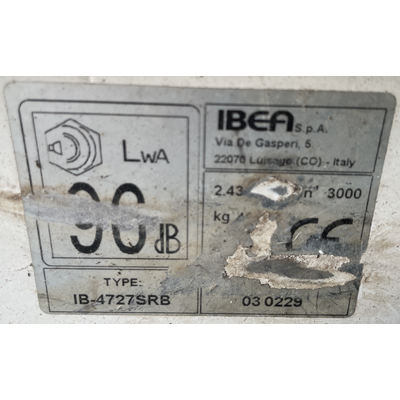 IBEA S.p.A.
Via De Gasperi, 5
22070 Luisago (CO) - Italy
LWA
90 dB
2.43 3000
kg
CE
TYPE:
IB-4727SRB
03 0229